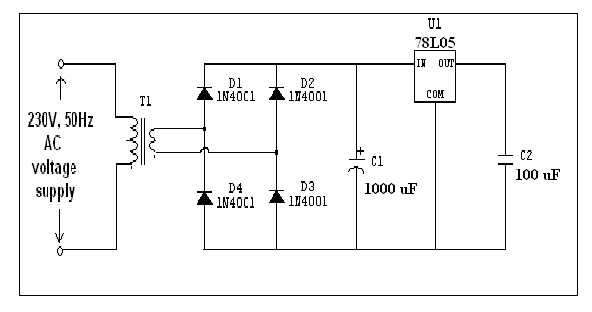 U1
78L05
IN OUT
COM
D1
1N4001
D2
1N4001
T1
230V, 50Hz
AC
voltage
supply
+
C1
1000 uF
C2
100 uF
D4
1N4001
D3
1N4001